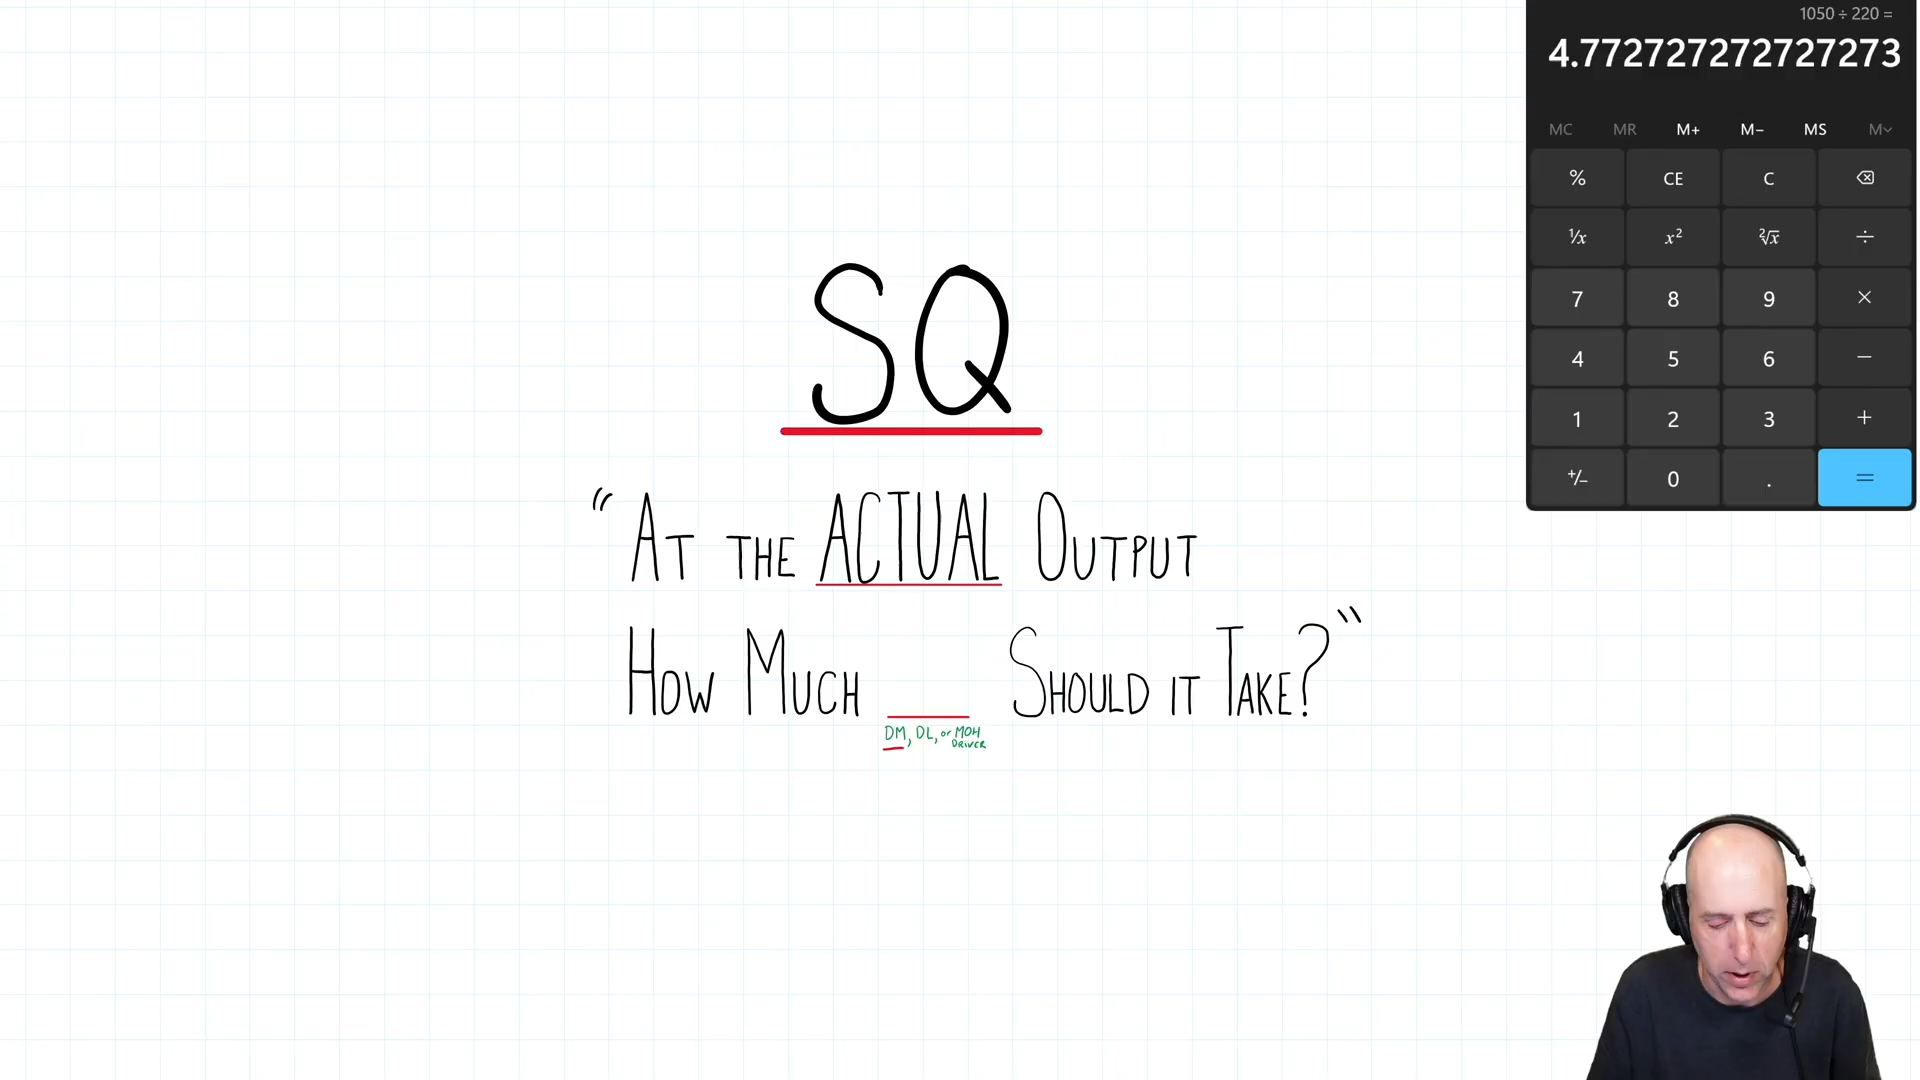 SQ
"At the ACTUAL Output
How Much ___ Should it Take?"
DM, DL, or MOH
DRIVER
1050 ÷ 220 =
4.772727272727273
MC MR M+ M− MS M
% CE C
1/x x² ²√x ÷
7 8 9 ×
4 5 6 −
1 2 3 +
+/− 0 . =